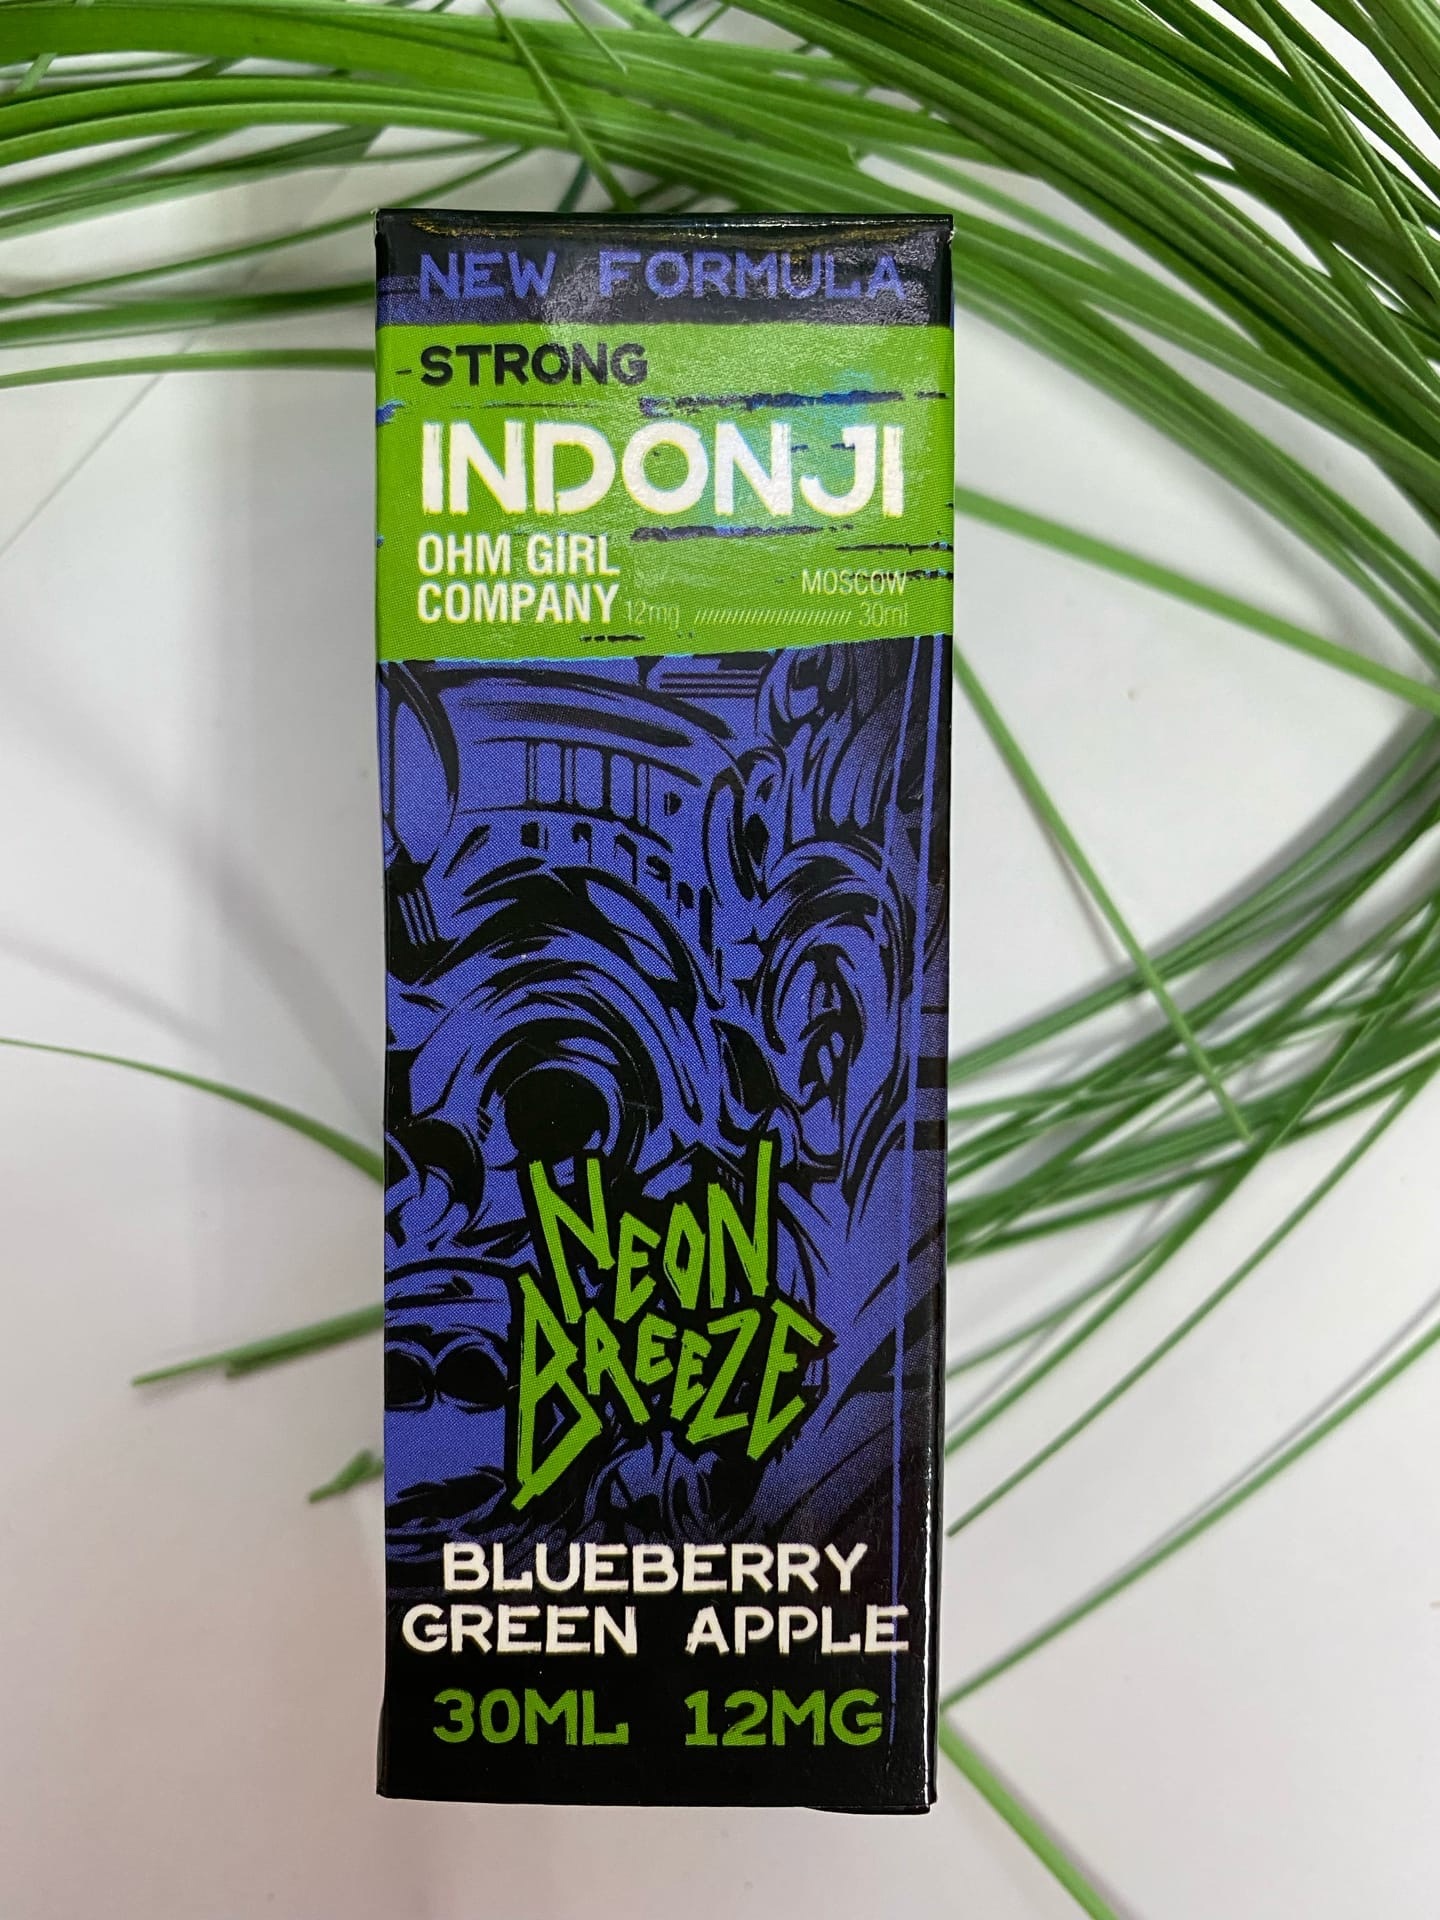 NEW FORMULA
STRONG
INDONJI
OHM GIRL
COMPANY
12mg
MOSCOW
30ml
NEON
BREEZE
BLUEBERRY
GREEN APPLE
30ML 12MG